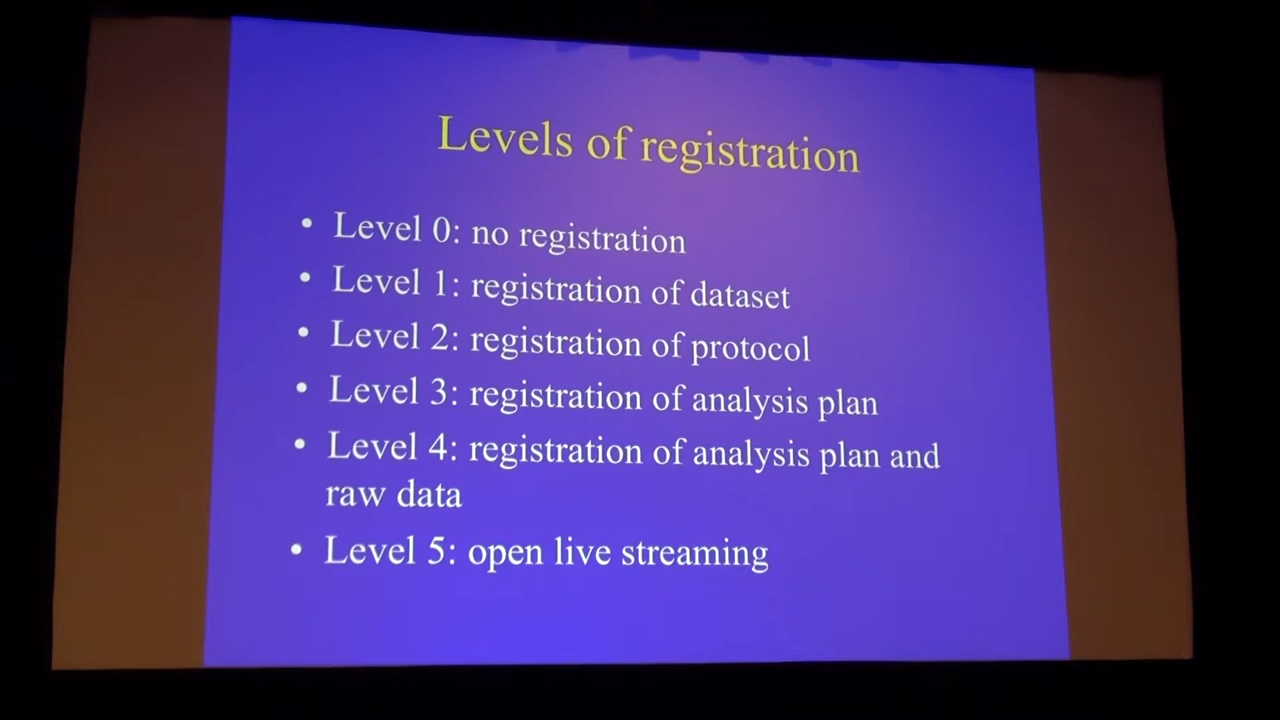 Levels of registration
• Level 0: no registration
• Level 1: registration of dataset
• Level 2: registration of protocol
• Level 3: registration of analysis plan
• Level 4: registration of analysis plan and
raw data
• Level 5: open live streaming